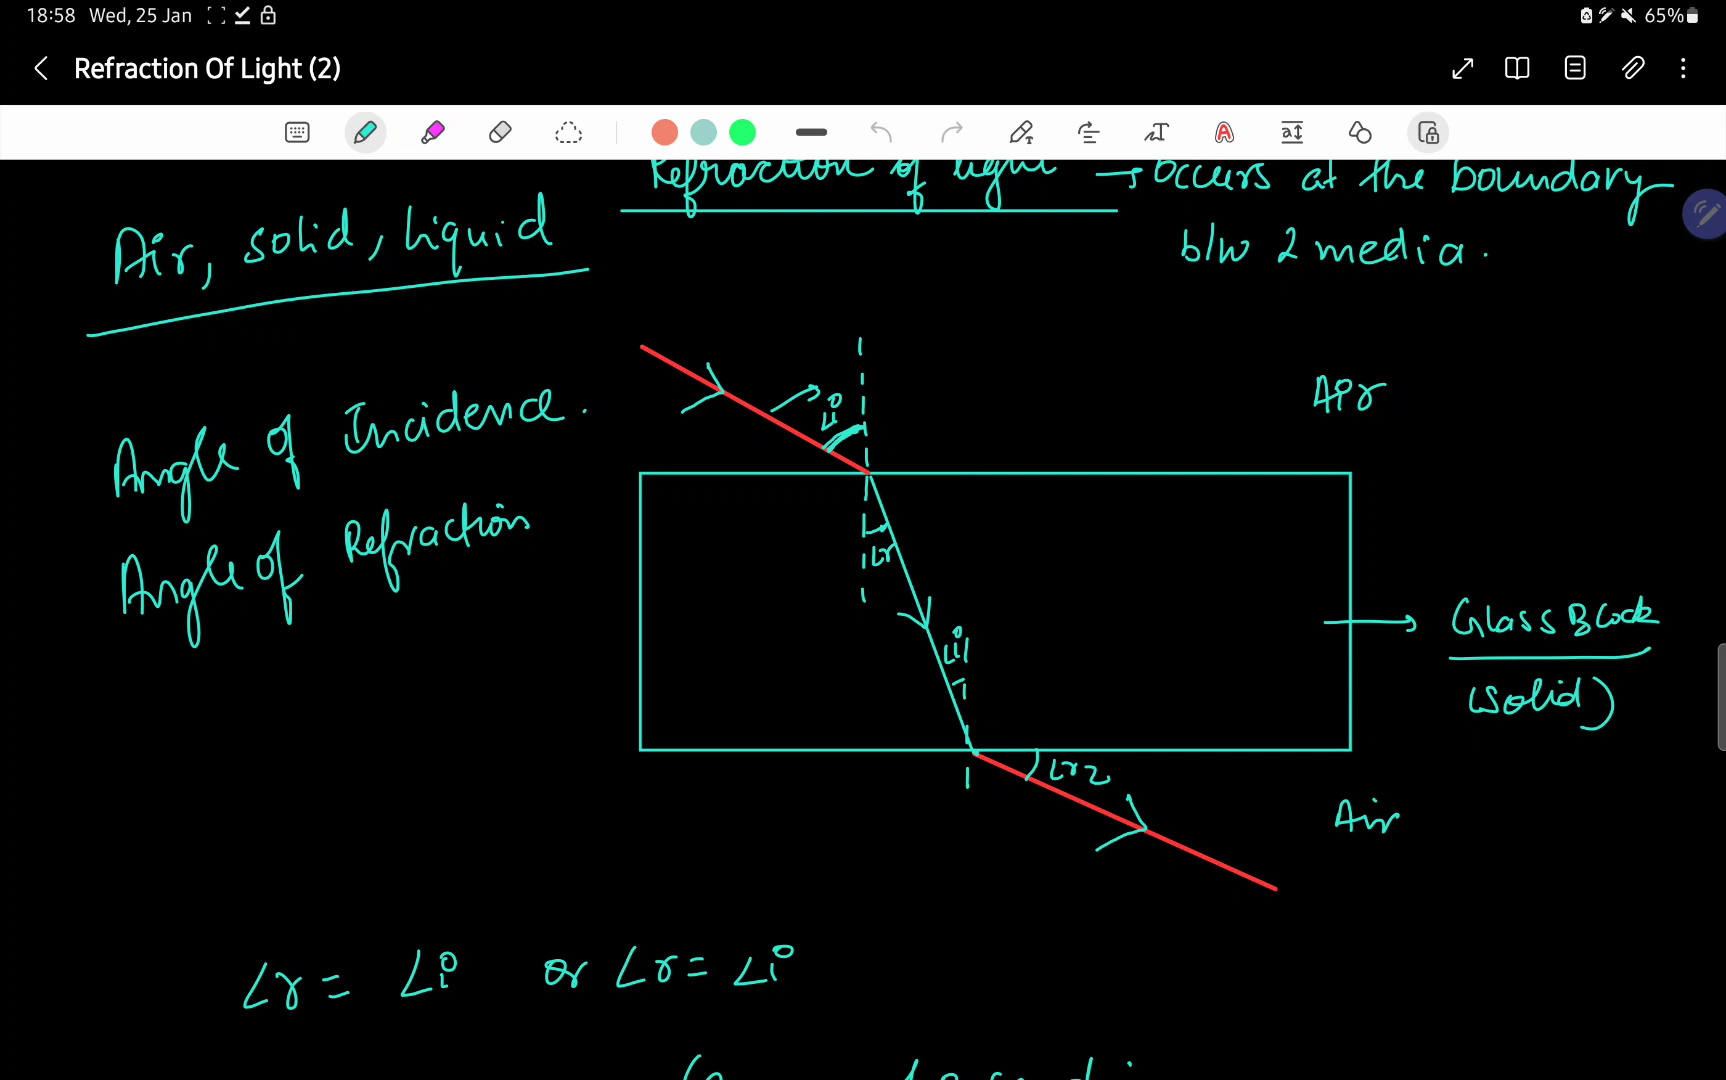 18:58 Wed, 25 Jan
65%
Refraction Of Light (2)
Refraction of light → occurs at the boundary
b/w 2 media.
Air, solid, liquid
Air
∠i
Angle of Incidence.
Angle of Refraction
∠r
∠i1
Glass Block
(solid)
∠r2
Air
∠r = ∠i or ∠r = ∠i